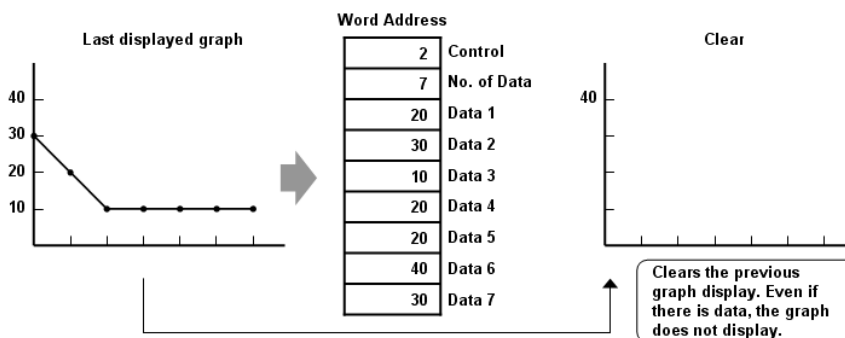 Last displayed graph
40
30
20
10
Word Address
2 Control
7 No. of Data
20 Data 1
30 Data 2
10 Data 3
20 Data 4
20 Data 5
40 Data 6
30 Data 7
Clear
40
Clears the previous
graph display. Even if
there is data, the graph
does not display.